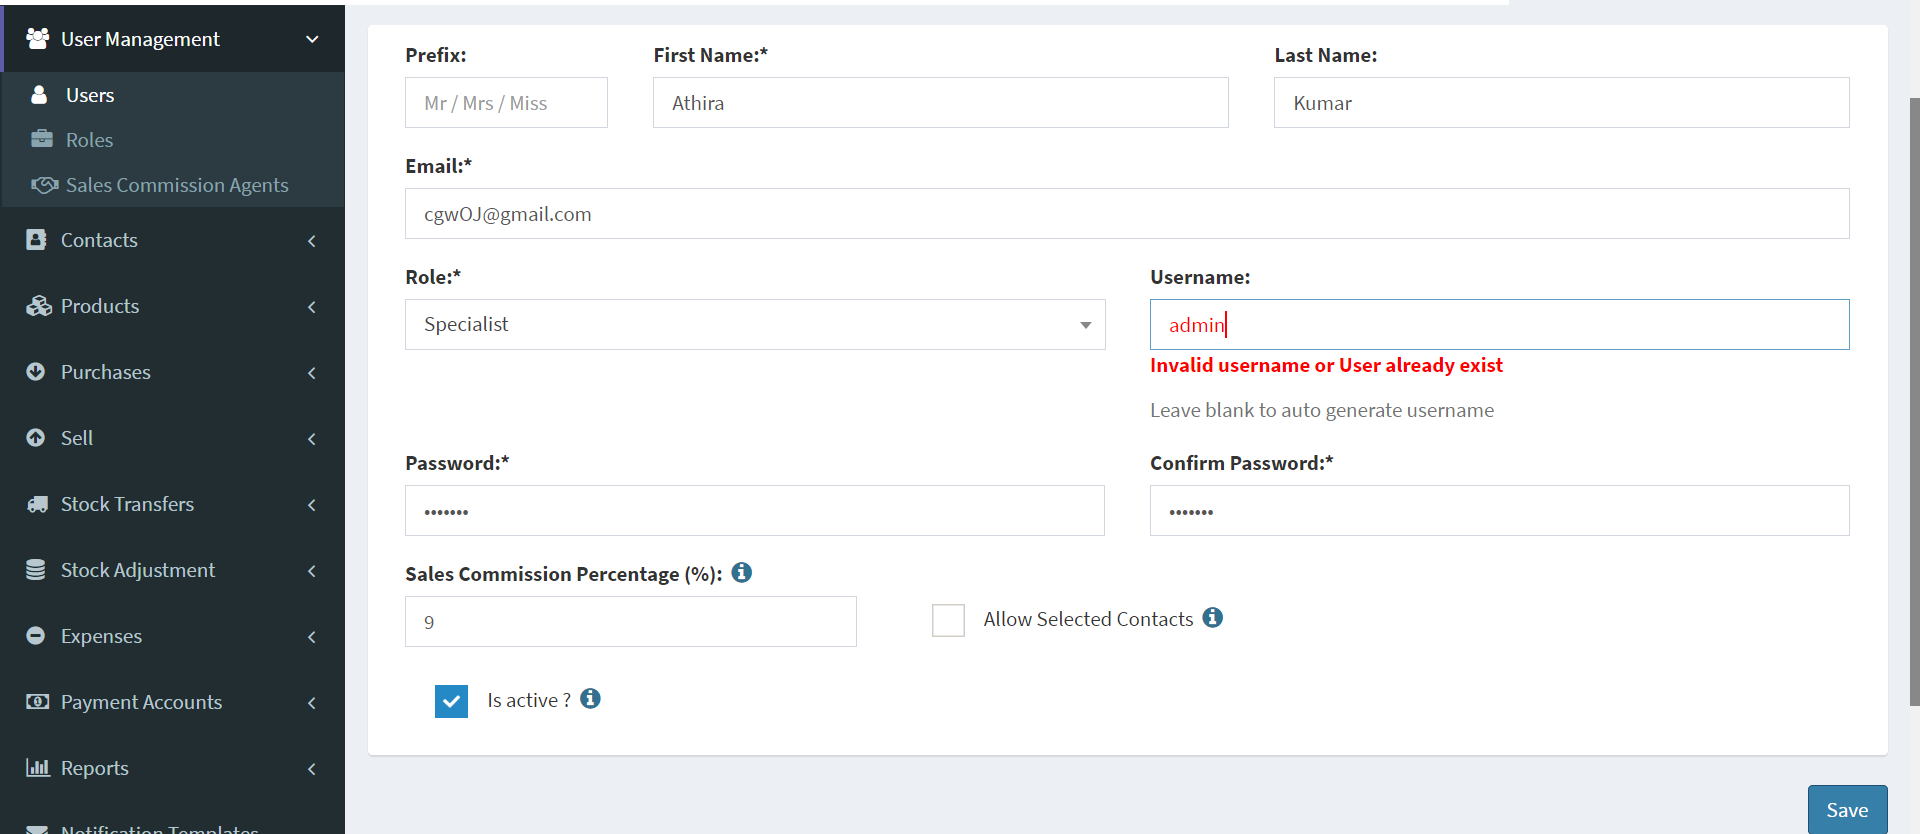 User Management
Users
Roles
Sales Commission Agents
Contacts
Products
Purchases
Sell
Stock Transfers
Stock Adjustment
Expenses
Payment Accounts
Reports
Notification Templates
Prefix:
Mr / Mrs / Miss
First Name:*
Athira
Last Name:
Kumar
Email:*
cgwOJ@gmail.com
Role:*
Specialist
Username:
admin
Invalid username or User already exist
Leave blank to auto generate username
Password:*
•••••••
Confirm Password:*
•••••••
Sales Commission Percentage (%):
9
Allow Selected Contacts
Is active ?
Save